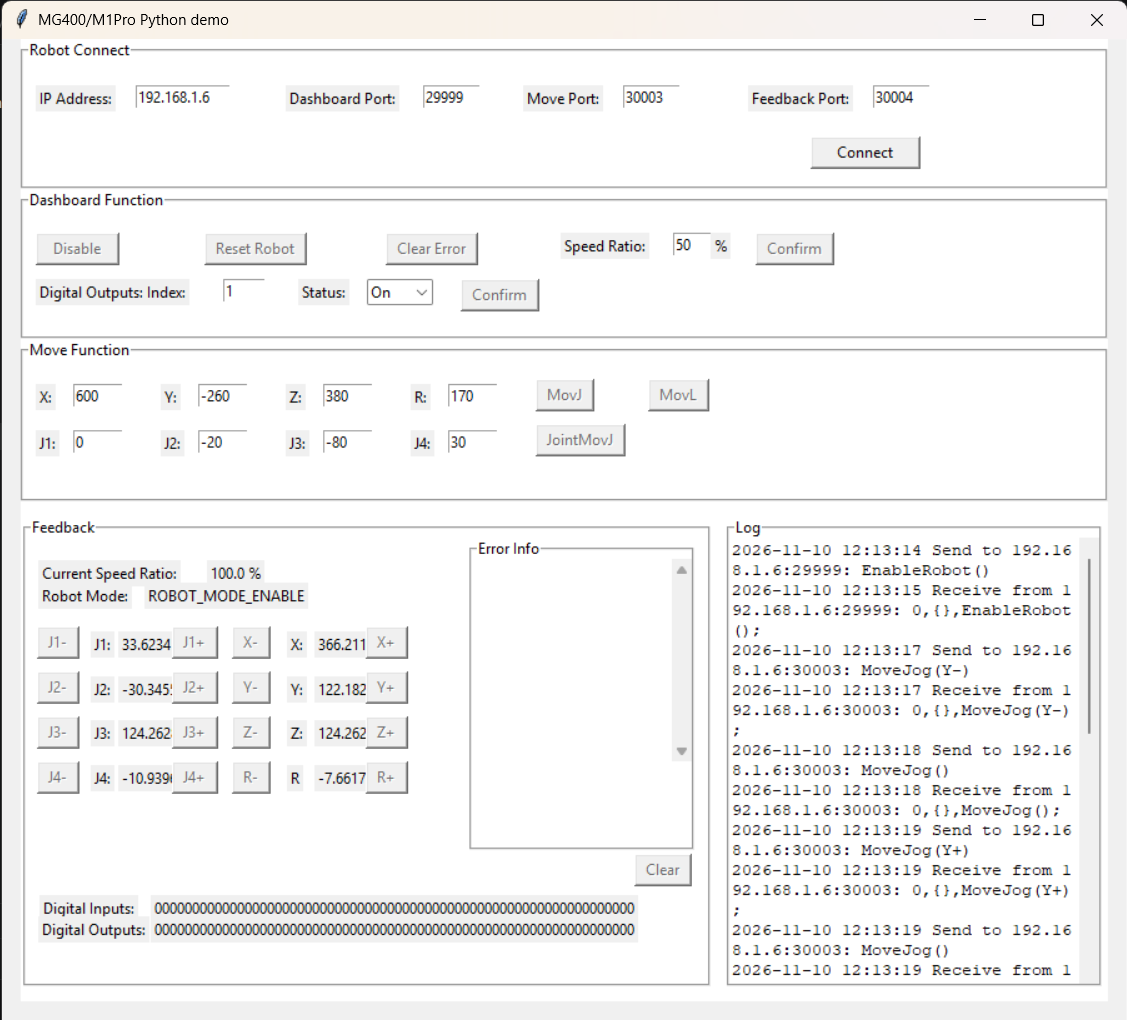 MG400/M1Pro Python demo
Robot Connect
IP Address: 192.168.1.6 Dashboard Port: 29999 Move Port: 30003 Feedback Port: 30004
Connect
Dashboard Function
Disable Reset Robot Clear Error Speed Ratio: 50 % Confirm
Digital Outputs: Index: 1 Status: On Confirm
Move Function
X: 600 Y: -260 Z: 380 R: 170 MovJ MovL
J1: 0 J2: -20 J3: -80 J4: 30 JointMovJ
Feedback
Current Speed Ratio: 100.0 %
Robot Mode: ROBOT_MODE_ENABLE
J1- J1: 33.6234 J1+ X- X: 366.211 X+
J2- J2: -30.345 J2+ Y- Y: 122.182 Y+
J3- J3: 124.262 J3+ Z- Z: 124.262 Z+
J4- J4: -10.939 J4+ R- R -7.6617 R+
Error Info
Clear
Digital Inputs: 0000000000000000000000000000000000000000000000000000000000000000
Digital Outputs: 0000000000000000000000000000000000000000000000000000000000000000
Log
2026-11-10 12:13:14 Send to 192.16
8.1.6:29999: EnableRobot()
2026-11-10 12:13:15 Receive from 1
92.168.1.6:29999: 0,{},EnableRobot
();
2026-11-10 12:13:17 Send to 192.16
8.1.6:30003: MoveJog(Y-)
2026-11-10 12:13:17 Receive from 1
92.168.1.6:30003: 0,{},MoveJog(Y-)
;
2026-11-10 12:13:18 Send to 192.16
8.1.6:30003: MoveJog()
2026-11-10 12:13:18 Receive from 1
92.168.1.6:30003: 0,{},MoveJog();
2026-11-10 12:13:19 Send to 192.16
8.1.6:30003: MoveJog(Y+)
2026-11-10 12:13:19 Receive from 1
92.168.1.6:30003: 0,{},MoveJog(Y+)
;
2026-11-10 12:13:19 Send to 192.16
8.1.6:30003: MoveJog()
2026-11-10 12:13:19 Receive from 1